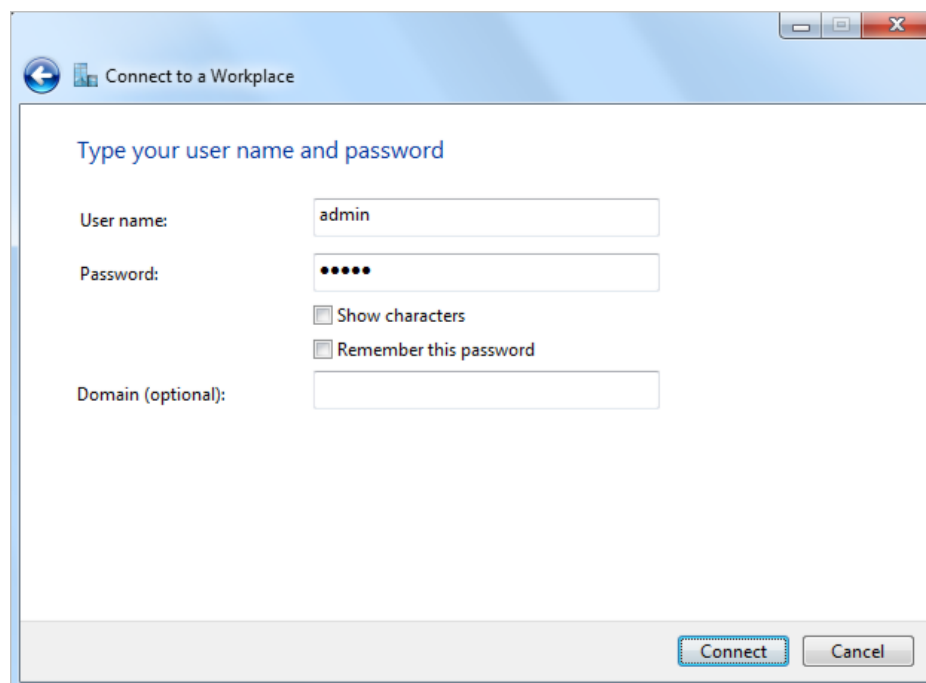 Connect to a Workplace
Type your user name and password
User name: admin
Password: •••••
Show characters
Remember this password
Domain (optional):
Connect Cancel